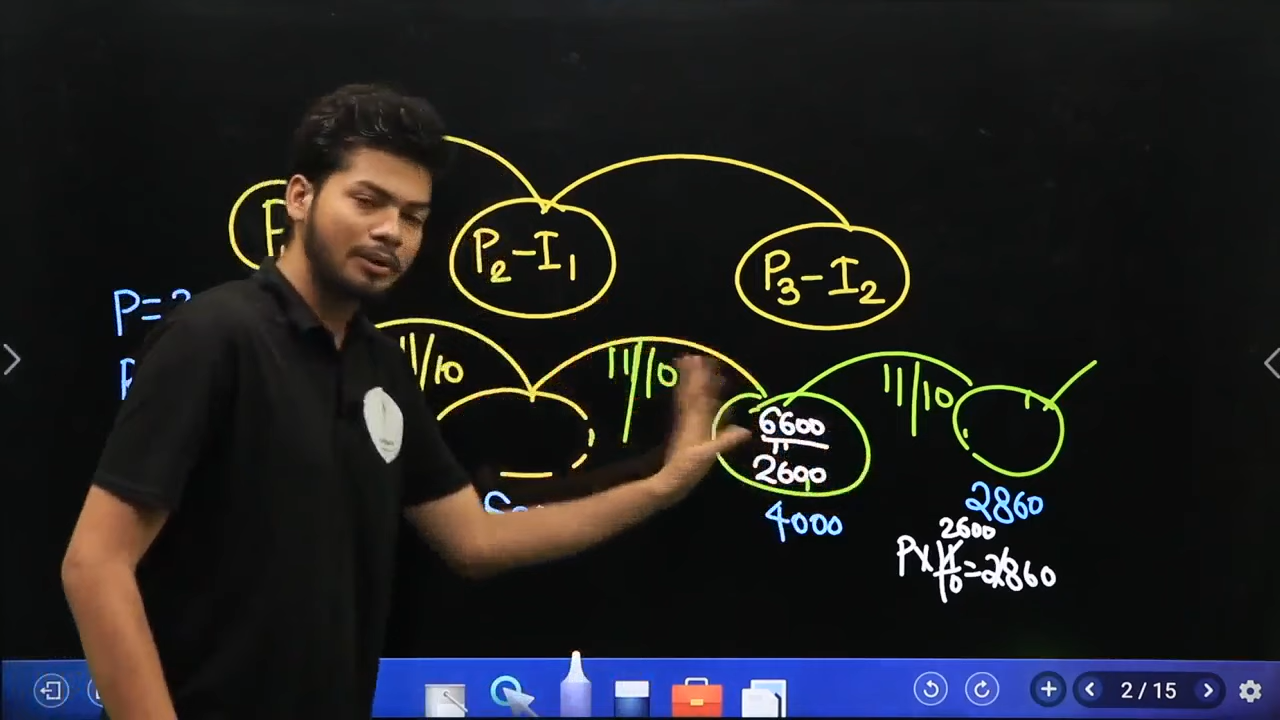 P₂-I₁
P₃-I₂
P=
11/10
11/10
11/10
6600
2600
4000
2860
2600
Px11/10=2860
2 / 15